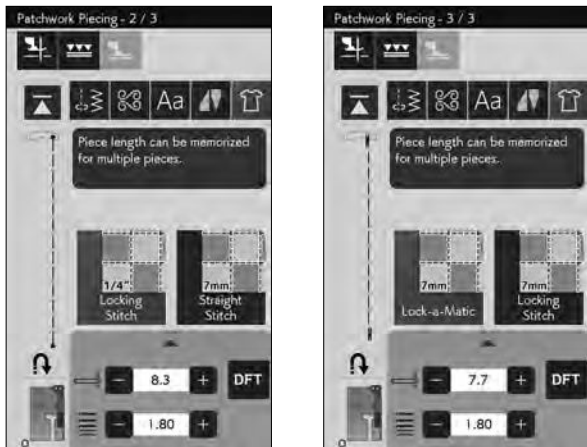 Patchwork Piecing - 2 / 3
Aa
Piece length can be memorized
for multiple pieces.
1/4"
Locking
Stitch
7mm
Straight
Stitch
8.3
DFT
1.80
Patchwork Piecing - 3 / 3
Aa
Piece length can be memorized
for multiple pieces.
7mm
Lock-a-Matic
7mm
Locking
Stitch
7.7
DFT
1.80